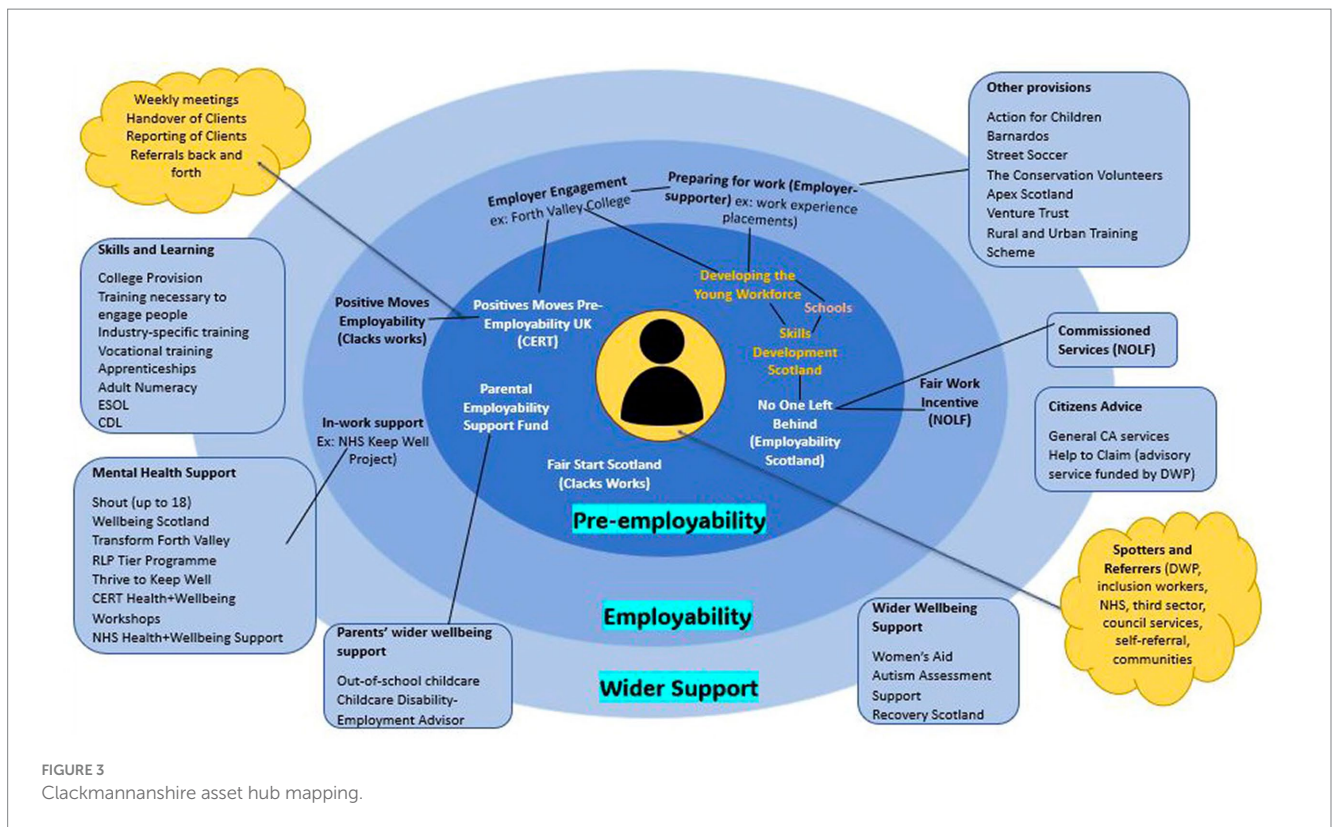 Weekly meetings
Handover of Clients
Reporting of Clients
Referrals back and
forth
Other provisions
Action for Children
Barnardos
Street Soccer
The Conservation Volunteers
Apex Scotland
Venture Trust
Rural and Urban Training
Scheme
Employer Engagement
ex: Forth Valley College
Preparing for work (Employer-
supporter) ex: work experience
placements)
Skills and Learning
College Provision
Training necessary to
engage people
Industry-specific training
Vocational training
Apprenticeships
Adult Numeracy
ESOL
CDL
Positive Moves
Employability
(Clacks works)
Positives Moves Pre-
Employability UK
(CERT)
Developing the
Young Workforce
Schools
Skills
Development
Scotland
Commissioned
Services (NOLF)
Parental
Employability
Support Fund
No One Left
Behind
(Employability
Scotland)
Fair Work
Incentive
(NOLF)
Citizens Advice
General CA services
Help to Claim (advisory
service funded by DWP)
In-work support
Ex: NHS Keep Well
Project)
Fair Start Scotland
(Clacks Works)
Mental Health Support
Shout (up to 18)
Wellbeing Scotland
Transform Forth Valley
RLP Tier Programme
Thrive to Keep Well
CERT Health+Wellbeing
Workshops
NHS Health+Wellbeing Support
Pre-employability
Spotters and
Referrers (DWP,
inclusion workers,
NHS, third sector,
council services,
self-referral,
communities
Employability
Parents' wider wellbeing
support
Out-of-school childcare
Childcare Disability-
Employment Advisor
Wider Wellbeing
Support
Women's Aid
Autism Assessment
Support
Recovery Scotland
Wider Support
FIGURE 3
Clackmannanshire asset hub mapping.